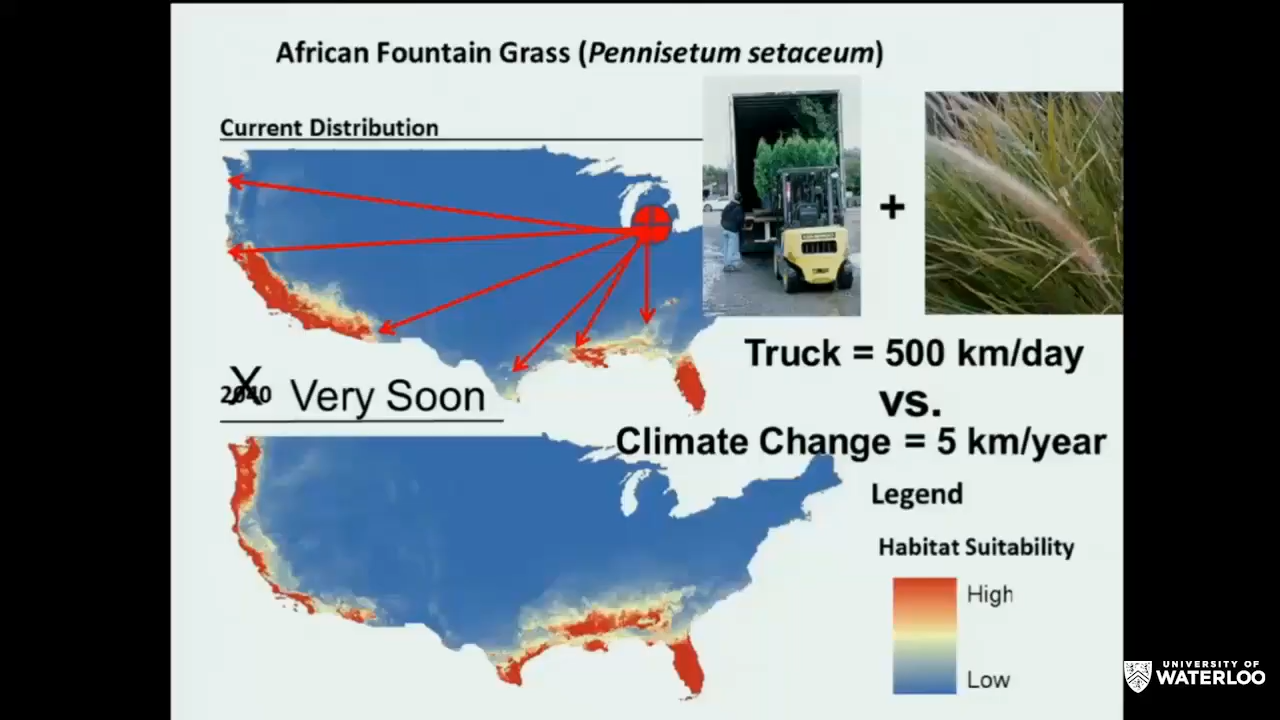 African Fountain Grass (Pennisetum setaceum)
Current Distribution
+
Truck = 500 km/day
vs.
Climate Change = 5 km/year
2040
X
Very Soon
Legend
Habitat Suitability
High
Low
UNIVERSITY OF
WATERLOO